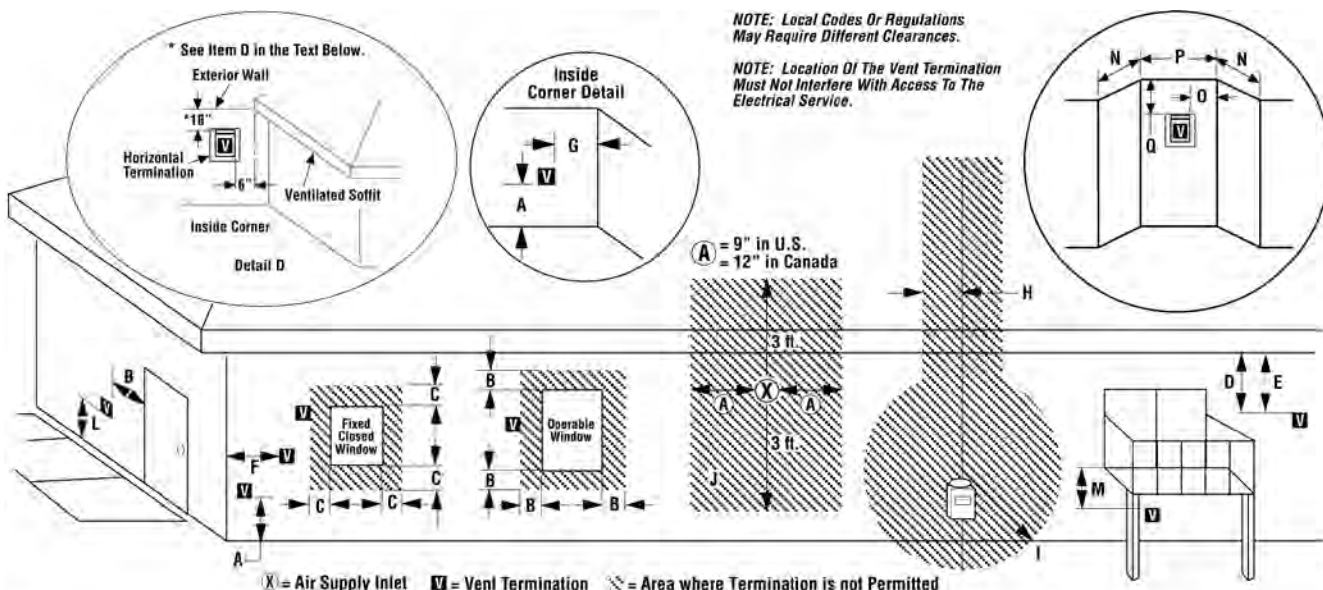 * See Item D in the Text Below.
Exterior Wall
*18"
V
Horizontal
Termination
6"
Ventilated Soffit
Inside Corner
Detail D
Inside
Corner Detail
G
V
A
NOTE: Local Codes Or Regulations
May Require Different Clearances.
NOTE: Location Of The Vent Termination
Must Not Interfere With Access To The
Electrical Service.
N P N
O
V
Q
A = 9" in U.S.
= 12" in Canada
H
3 ft.
A X A
3 ft.
J
I
B
V
L
F V
V
A
V
Fixed
Closed
Window
C
C
C C
B
V
Operable
Window
B
B B
D E
V
M
V
X = Air Supply Inlet V = Vent Termination = Area where Termination is not Permitted